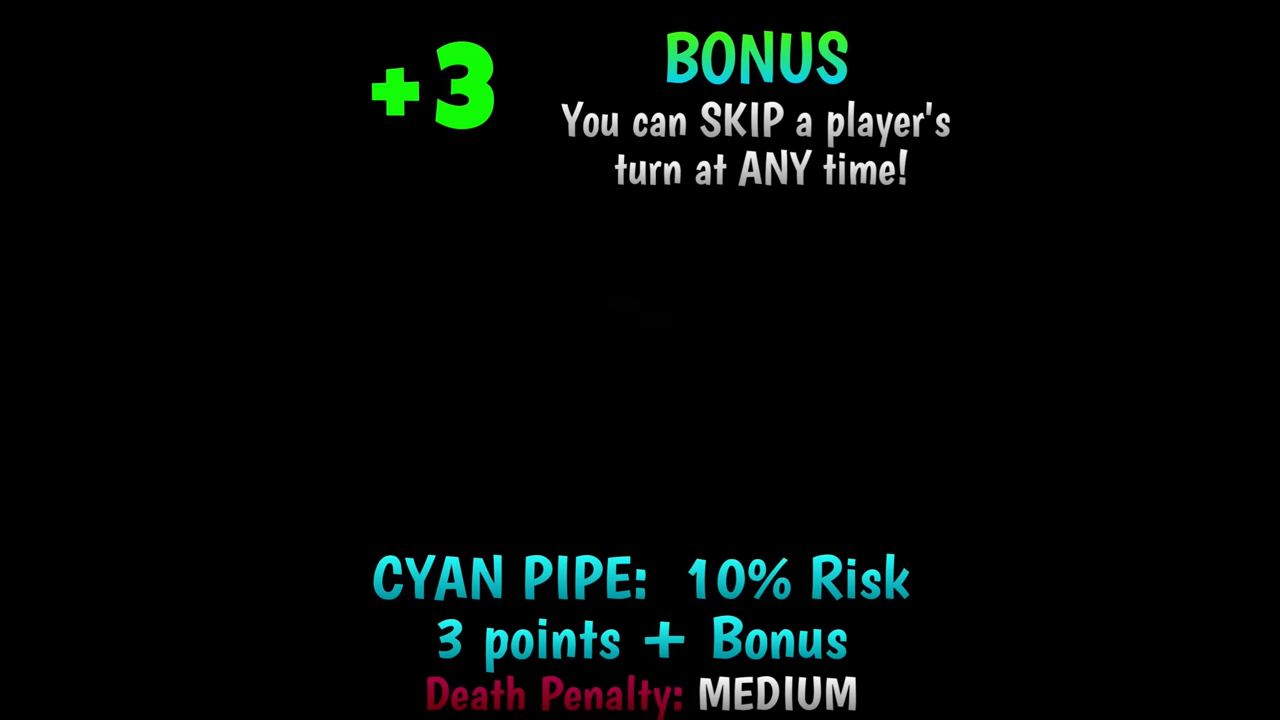 +3
BONUS
You can SKIP a player's
turn at ANY time!
CYAN PIPE: 10% Risk
3 points + Bonus
Death Penalty: MEDIUM